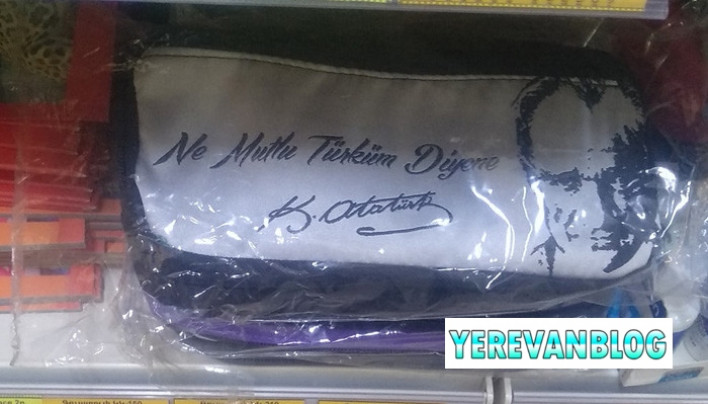 Ne Mutlu Türküm Diyene
K. Atatürk
YEREVANBLOG